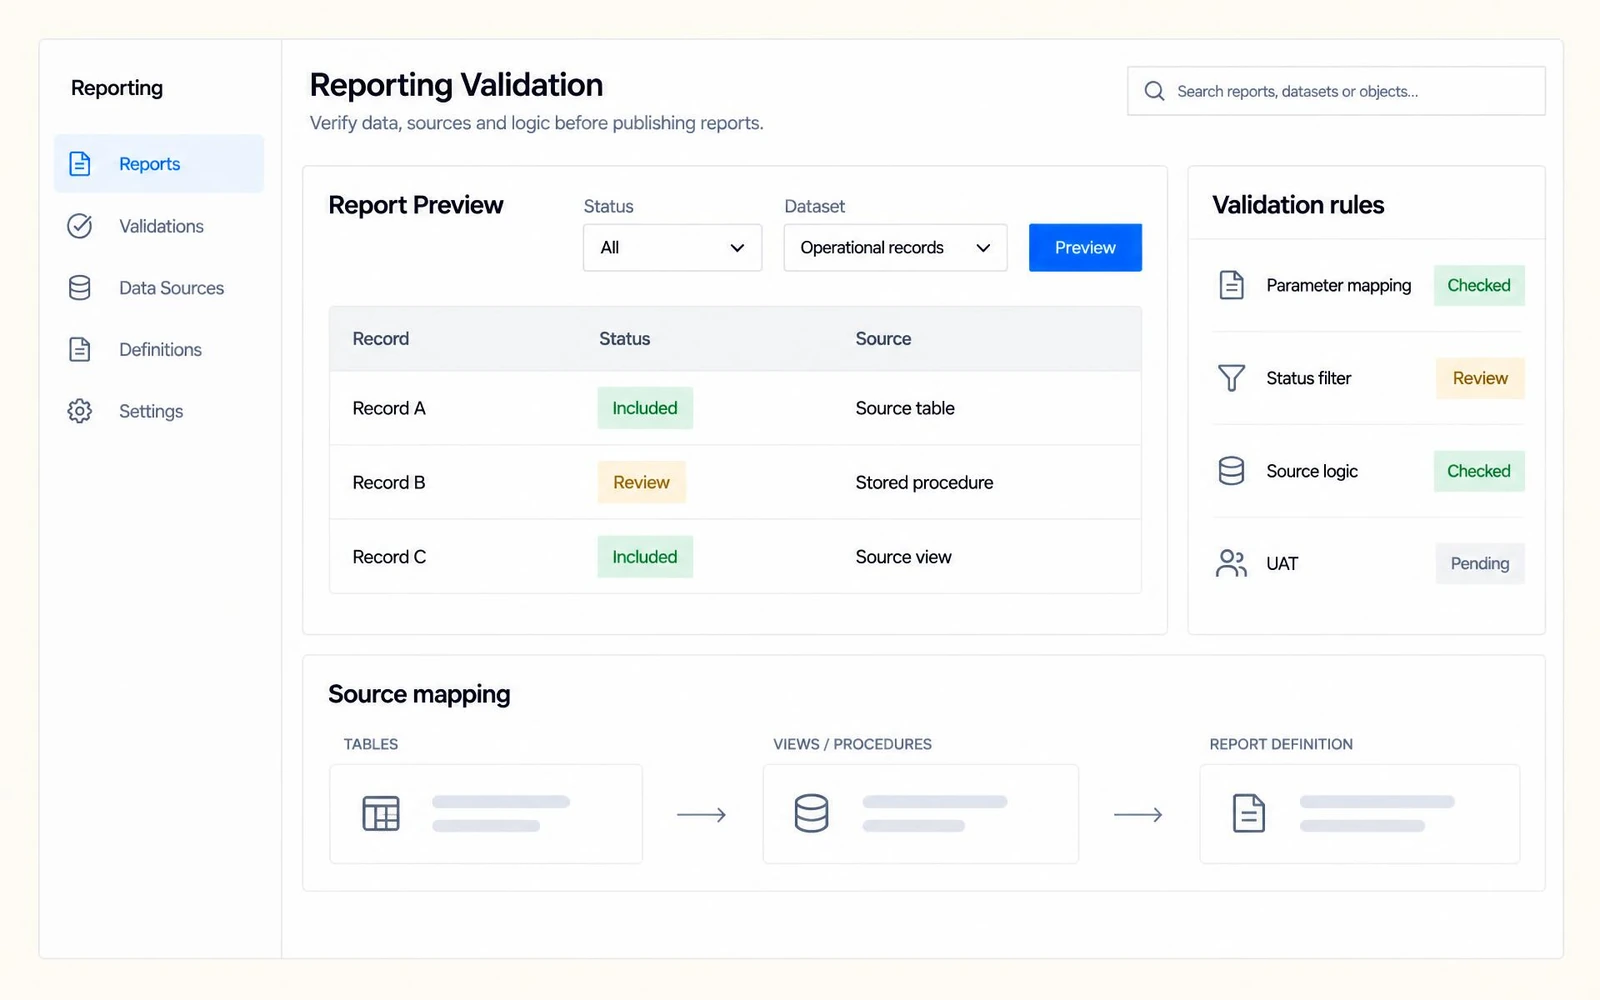 Reporting
Reports
Validations
Data Sources
Definitions
Settings
Reporting Validation
Verify data, sources and logic before publishing reports.
Search reports, datasets or objects...
Report Preview
Status
All
Dataset
Operational records
Preview
Record Status Source
Record A Included Source table
Record B Review Stored procedure
Record C Included Source view
Validation rules
Parameter mapping Checked
Status filter Review
Source logic Checked
UAT Pending
Source mapping
TABLES
VIEWS / PROCEDURES
REPORT DEFINITION